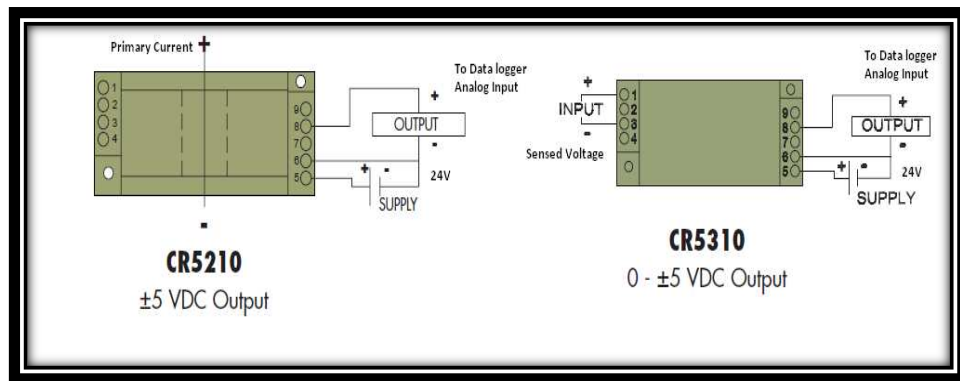 Primary Current +
1
2
3
4
9
8
7
6
5
To Data logger
Analog Input
+
OUTPUT
-
+ -
24V
SUPPLY
-
CR5210
±5 VDC Output
+
INPUT
-
Sensed Voltage
1
2
3
4
9
8
7
6
5
To Data logger
Analog Input
+
OUTPUT
-
+ -
24V
SUPPLY
CR5310
0 - ±5 VDC Output